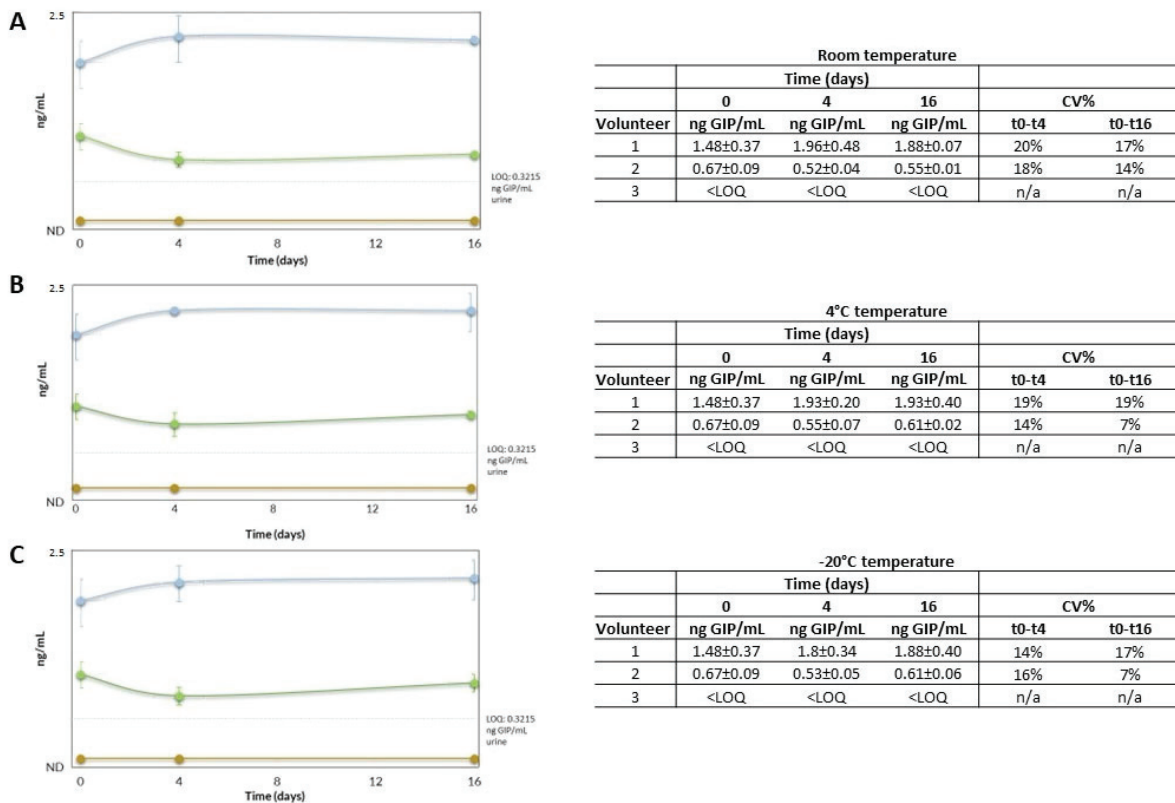 A
2.5
ng/mL
ND
0 4 8 12 16
Time (days)
LOQ: 0.3215
ng GIP/mL
urine
Room temperature
Time (days)
0 4 16 CV%
Volunteer ng GIP/mL ng GIP/mL ng GIP/mL t0-t4 t0-t16
1 1.48±0.37 1.96±0.48 1.88±0.07 20% 17%
2 0.67±0.09 0.52±0.04 0.55±0.01 18% 14%
3 <LOQ <LOQ <LOQ n/a n/a
B
2.5
ng/mL
ND
0 4 8 12 16
Time (days)
LOQ: 0.3215
ng GIP/mL
urine
4°C temperature
Time (days)
0 4 16 CV%
Volunteer ng GIP/mL ng GIP/mL ng GIP/mL t0-t4 t0-t16
1 1.48±0.37 1.93±0.20 1.93±0.40 19% 19%
2 0.67±0.09 0.55±0.07 0.61±0.02 14% 7%
3 <LOQ <LOQ <LOQ n/a n/a
C
2.5
ng/mL
ND
0 4 8 12 16
Time (days)
LOQ: 0.3215
ng GIP/mL
urine
-20°C temperature
Time (days)
0 4 16 CV%
Volunteer ng GIP/mL ng GIP/mL ng GIP/mL t0-t4 t0-t16
1 1.48±0.37 1.8±0.34 1.88±0.40 14% 17%
2 0.67±0.09 0.53±0.05 0.61±0.06 16% 7%
3 <LOQ <LOQ <LOQ n/a n/a